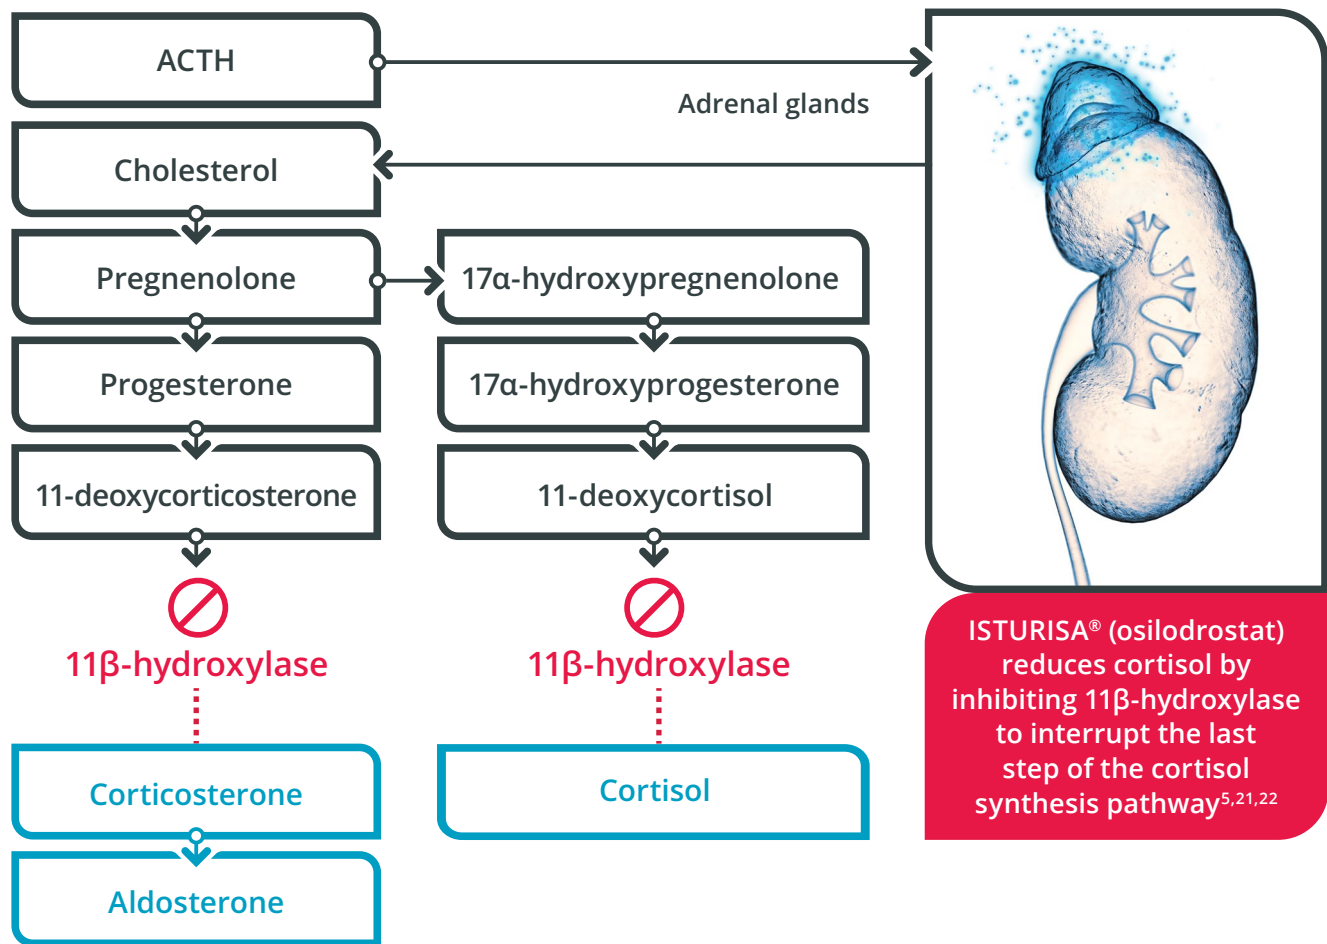 ACTH
Adrenal glands
Cholesterol
Pregnenolone
17α-hydroxypregnenolone
Progesterone
17α-hydroxyprogesterone
11-deoxycorticosterone
11-deoxycortisol
11β-hydroxylase
11β-hydroxylase
Corticosterone
Cortisol
Aldosterone
ISTURISA® (osilodrostat)
reduces cortisol by
inhibiting 11β-hydroxylase
to interrupt the last
step of the cortisol
synthesis pathway5,21,22